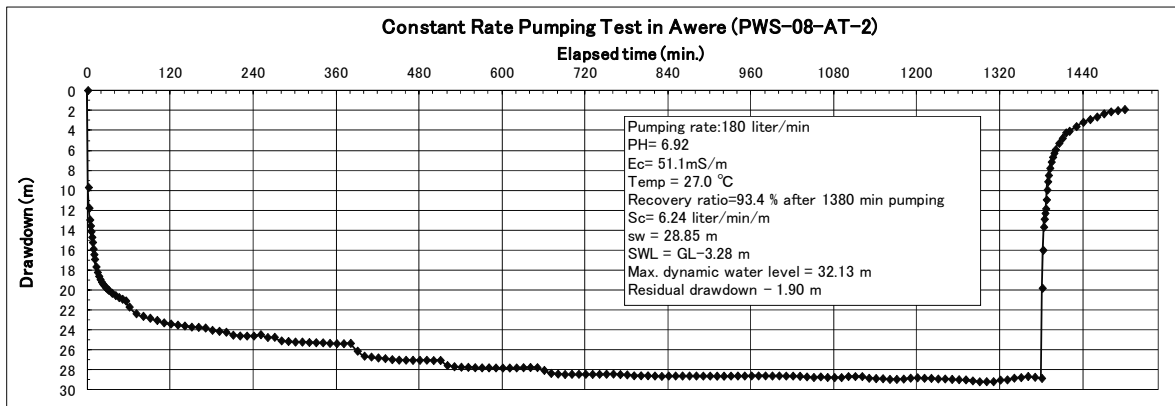 Constant Rate Pumping Test in Awere (PWS-08-AT-2)
Elapsed time (min.)
0 120 240 360 480 600 720 840 960 1080 1200 1320 1440
Drawdown (m)
0
2
4
6
8
10
12
14
16
18
20
22
24
26
28
30
Pumping rate:180 liter/min
PH= 6.92
Ec= 51.1mS/m
Temp = 27.0 ℃
Recovery ratio=93.4 % after 1380 min pumping
Sc= 6.24 liter/min/m
sw = 28.85 m
SWL = GL-3.28 m
Max. dynamic water level = 32.13 m
Residual drawdown - 1.90 m